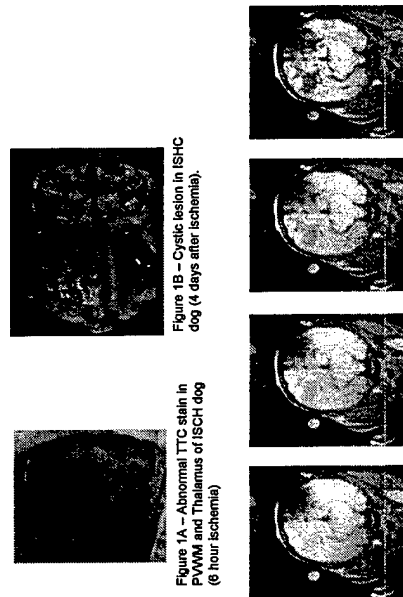 Figure 1A – Abnormal TTC stain in
PVWM and Thalamus of ISCH dog
(6 hour ischemia)
Figure 1B – Cystic lesion in ISHC
dog (4 days after ischemia).